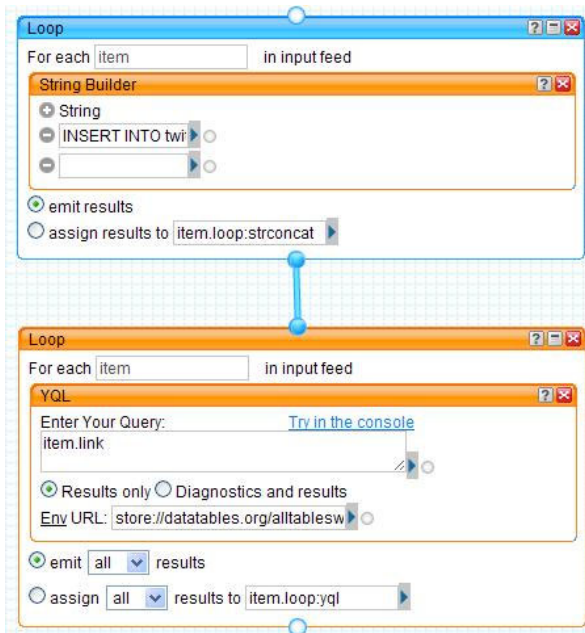 Loop
For each item in input feed
String Builder
String
INSERT INTO twi
emit results
assign results to item.loop:strconcat
Loop
For each item in input feed
YQL
Enter Your Query: Try in the console
item.link
Results only Diagnostics and results
Env URL: store://datatables.org/alltablesw
emit all results
assign all results to item.loop:yql